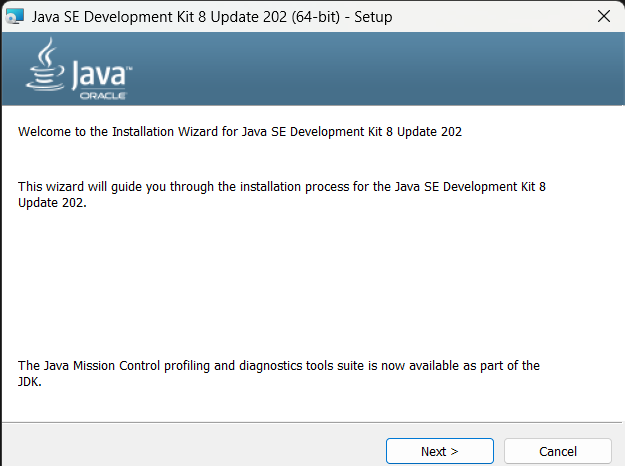 Java SE Development Kit 8 Update 202 (64-bit) - Setup
Java™
ORACLE
Welcome to the Installation Wizard for Java SE Development Kit 8 Update 202
This wizard will guide you through the installation process for the Java SE Development Kit 8
Update 202.
The Java Mission Control profiling and diagnostics tools suite is now available as part of the
JDK.
Next >
Cancel